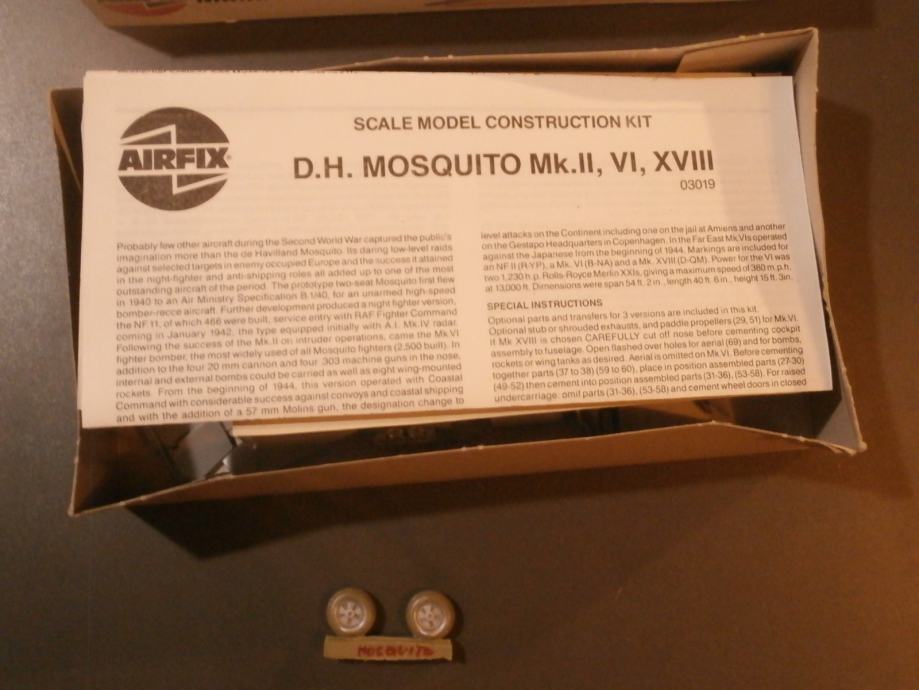 AIRFIX®
SCALE MODEL CONSTRUCTION KIT
D.H. MOSQUITO Mk.II, VI, XVIII
03019
Probably few other aircraft during the Second World War captured the public's
imagination more than the de Havilland Mosquito. Its daring low-level raids
against selected targets in enemy occupied Europe and the success it attained
in the night-fighter and anti-shipping roles all added up to one of the most
outstanding aircraft of the period. The prototype two-seat Mosquito first flew
in 1940 to an Air Ministry Specification B.1/40, for an unarmed high-speed
bomber-recce aircraft. Further development produced a night fighter version,
the NF 11, of which 466 were built, service entry with RAF Fighter Command
coming in January 1942, the type equipped initially with A.I. Mk.IV radar.
Following the success of the Mk.II on intruder operations, came the Mk.VI
fighter bomber, the most widely used of all Mosquito fighters (2,500 built). In
addition to the four 20 mm cannon and four .303 machine guns in the nose,
internal and external bombs could be carried as well as eight wing-mounted
rockets. From the beginning of 1944, this version operated with Coastal
Command with considerable success against convoys and coastal shipping
and with the addition of a 57 mm Molins gun, the designation change to
level attacks on the Continent including one on the jail at Amiens and another
on the Gestapo Headquarters in Copenhagen. In the Far East Mk.VIs operated
against the Japanese from the beginning of 1944. Markings are included for
an NF II (R-YP), a Mk. VI (B-NA) and a Mk. XVIII (D-QM). Power for the VI was
two 1,230 h.p. Rolls-Royce Merlin XXIs, giving a maximum speed of 380 m.p.h.
at 13,000 ft. Dimensions were span 54 ft. 2 in., length 40 ft. 6 in., height 15 ft. 3in.
SPECIAL INSTRUCTIONS
Optional parts and transfers for 3 versions are included in this kit.
Optional stub or shrouded exhausts, and paddle propellers (29, 51) for Mk.VI.
If Mk XVIII is chosen CAREFULLY cut off nose before cementing cockpit
assembly to fuselage. Open flashed over holes for aerial (69) and for bombs,
rockets or wing tanks as desired. Aerial is omitted on Mk.VI. Before cementing
together parts (37 to 38) (59 to 60), place in position assembled parts (27-30)
(49-52) then cement into position assembled parts (31-36), (53-58). For raised
undercarriage. omit parts (31-36), (53-58) and cement wheel doors in closed
MOSQUITO